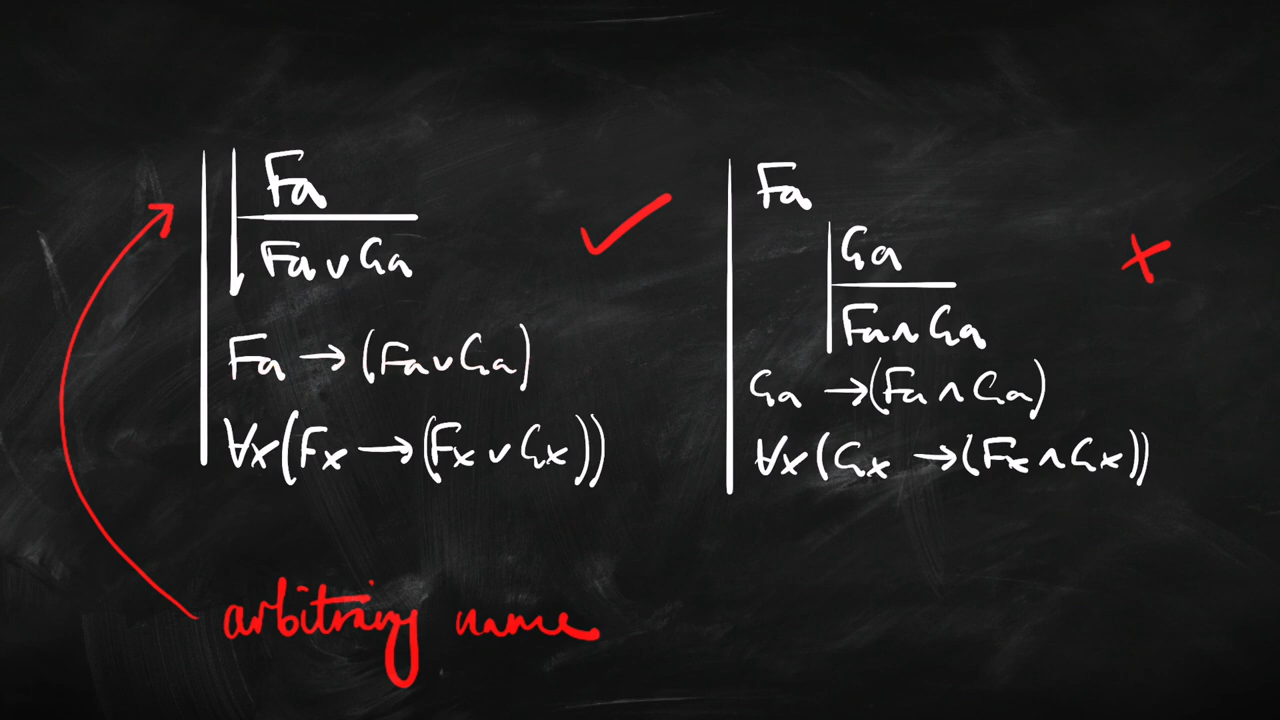 Fa
Fa ∨ Ga
Fa → (Fa ∨ Ga)
∀x(Fx → (Fx ∨ Gx))
Fa
Ga
Fa ∧ Ga
Ga → (Fa ∧ Ga)
∀x(Gx → (Fx ∧ Gx))
arbitrary name